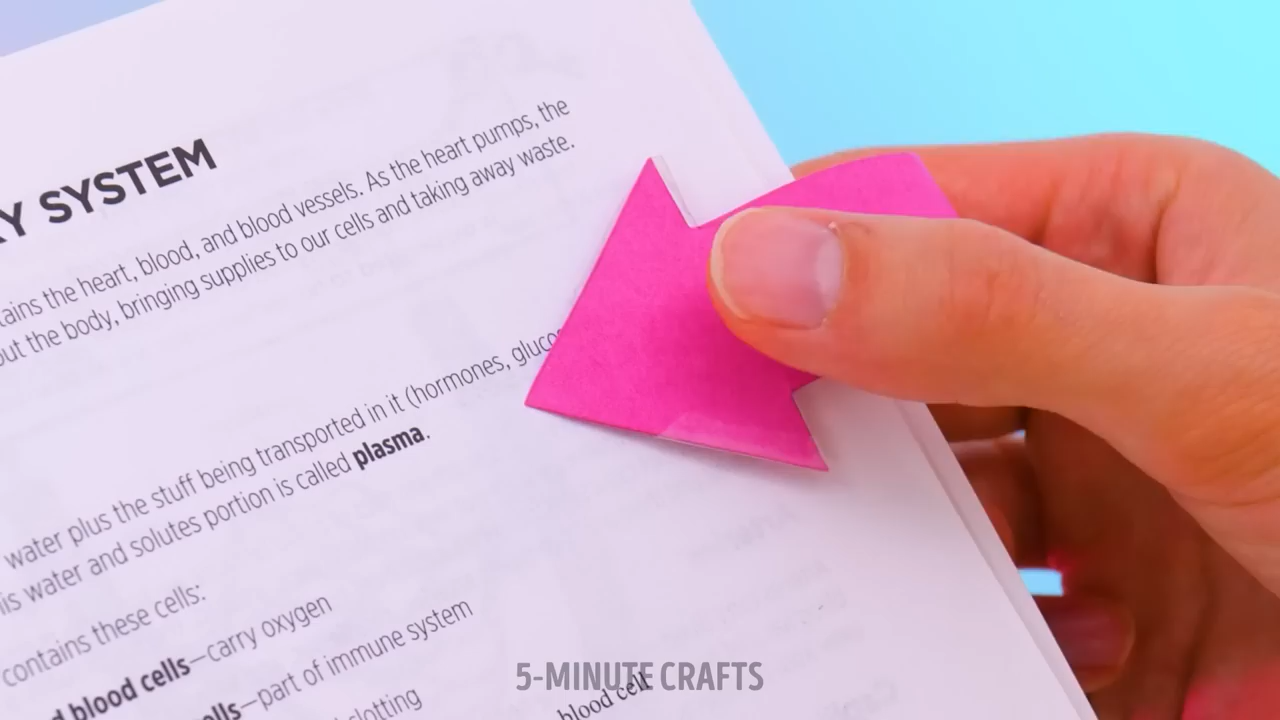 Y SYSTEM
tains the heart, blood, and blood vessels. As the heart pumps, the
out the body, bringing supplies to our cells and taking away waste.
water plus the stuff being transported in it (hormones, gluco
his water and solutes portion is called plasma.
contains these cells:
d blood cells—carry oxygen
ells—part of immune system
clotting
blood cell
5-MINUTE CRAFTS